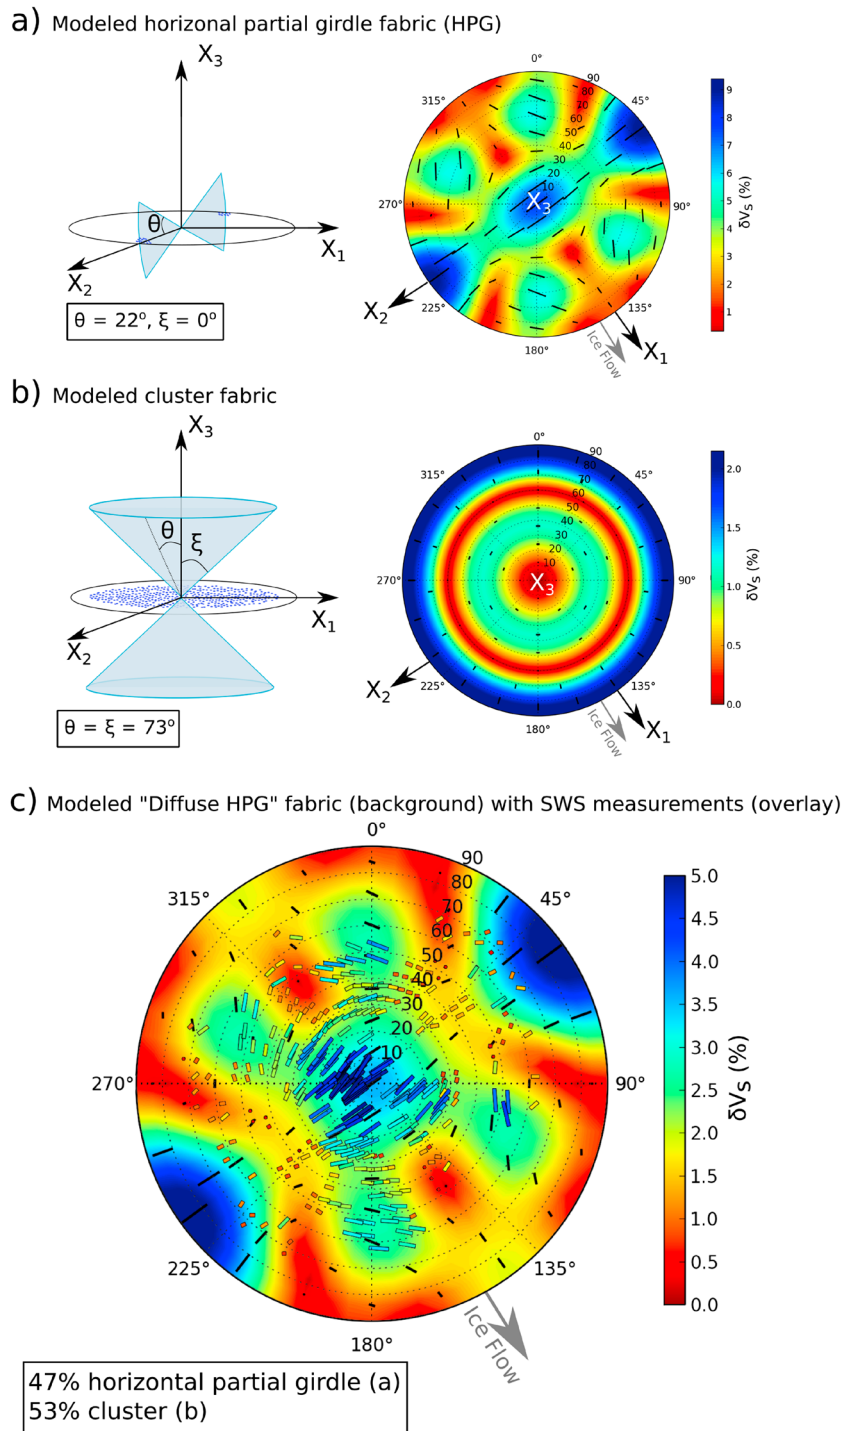 a) Modeled horizonal partial girdle fabric (HPG)
X3
θ
X1
X2
θ = 22°, ξ = 0°
0°
45°
90°
135°
180°
225°
270°
315°
90
80
70
60
50
40
30
20
10
X3
X2
X1
Ice Flow
9
8
7
6
5
4
3
2
1
δVs (%)
b) Modeled cluster fabric
X3
θ
ξ
X1
X2
θ = ξ = 73°
0°
45°
90°
135°
180°
225°
270°
315°
90
80
70
60
50
40
30
20
10
X3
X2
X1
Ice Flow
2.0
1.5
1.0
0.5
0.0
δVs (%)
c) Modeled "Diffuse HPG" fabric (background) with SWS measurements (overlay)
0°
45°
90°
135°
180°
225°
270°
315°
90
80
70
60
50
40
30
20
10
Ice Flow
5.0
4.5
4.0
3.5
3.0
2.5
2.0
1.5
1.0
0.5
0.0
δVs (%)
47% horizontal partial girdle (a)
53% cluster (b)